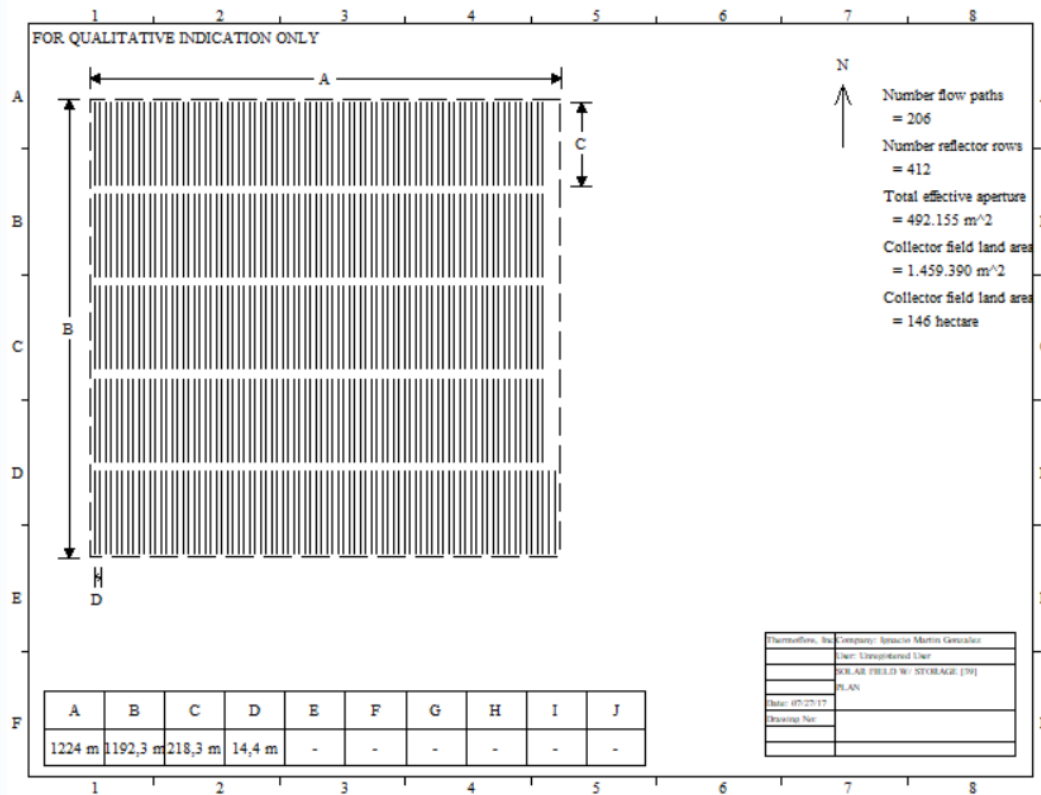 1 2 3 4 5 6 7 8
FOR QUALITATIVE INDICATION ONLY
A
N
A
Number flow paths
= 206
C
Number reflector rows
= 412
B
Total effective aperture
= 492.155 m^2
Collector field land area
= 1.459.390 m^2
Collector field land area
= 146 hectare
B
C
D
E
D
Thermoflow, Inc Company: Ignacio Martin Gonzalez
User: Unregistered User
SOLAR FIELD W/ STORAGE [79]
PLAN
Date: 07/27/17
Drawing No:
F
A B C D E F G H I J
1224 m 1192,3 m 218,3 m 14,4 m - - - - - -
1 2 3 4 5 6 7 8